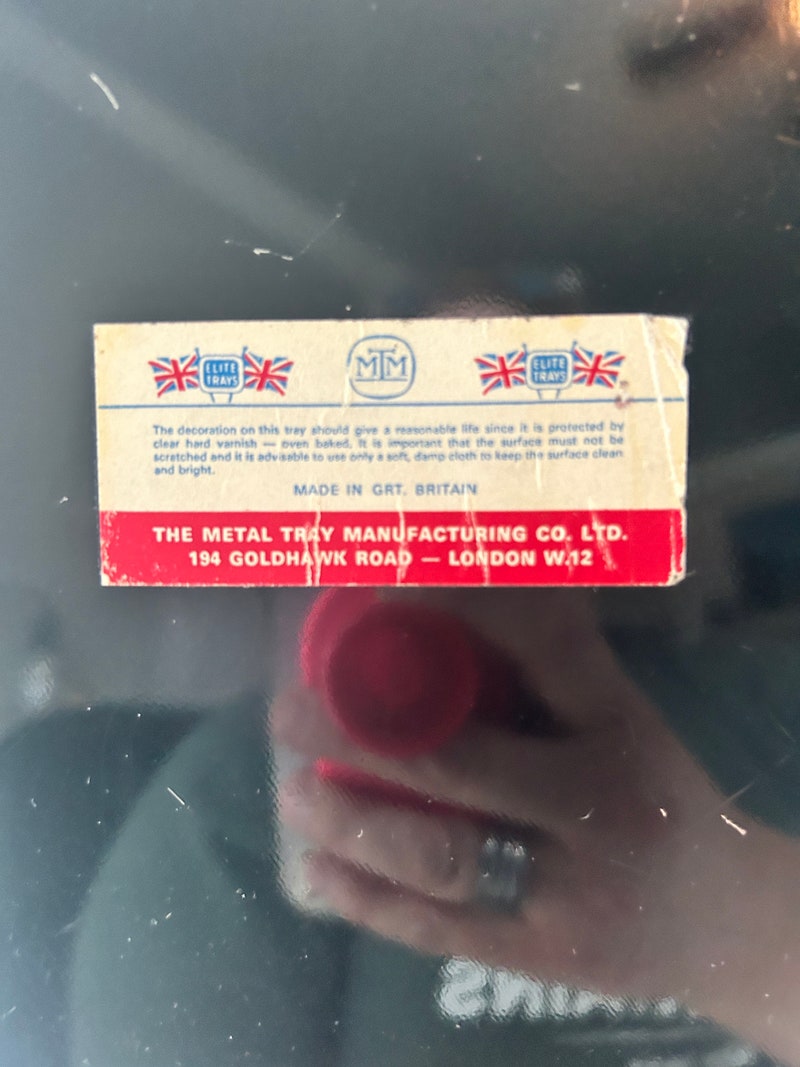 ELITE TRAYS
MTM
ELITE TRAYS
The decoration on this tray should give a reasonable life since it is protected by
clear hard varnish — oven baked. It is important that the surface must not be
scratched and it is advisable to use only a soft, damp cloth to keep the surface clean
and bright.
MADE IN GRT. BRITAIN
THE METAL TRAY MANUFACTURING CO. LTD.
194 GOLDHAWK ROAD — LONDON W.12